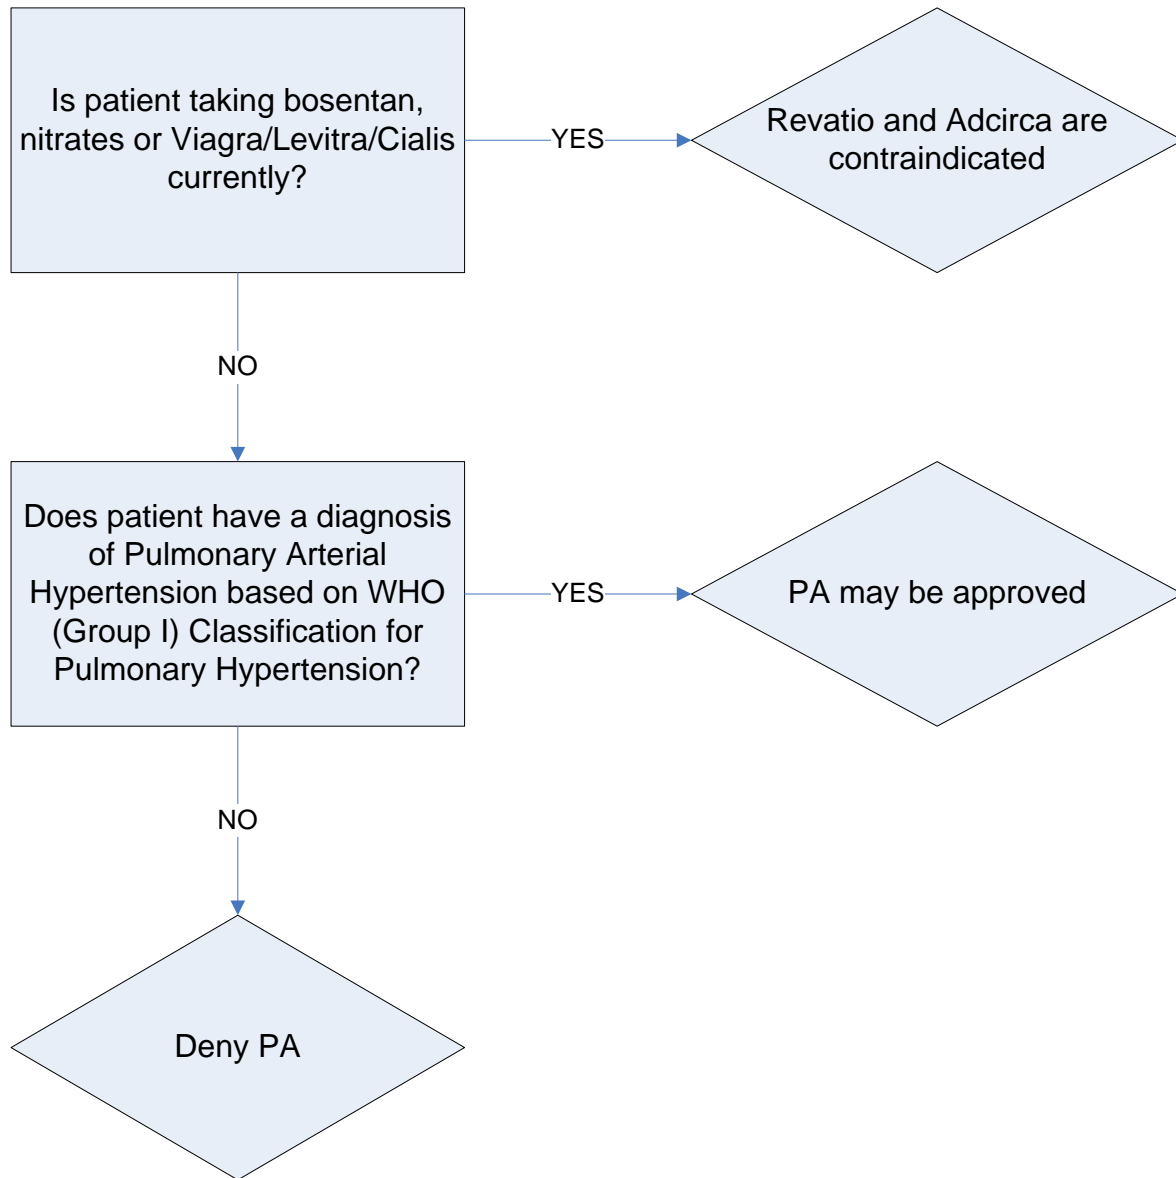 Is patient taking bosentan,
nitrates or Viagra/Levitra/Cialis
currently?
YES
Revatio and Adcirca are
contraindicated
NO
Does patient have a diagnosis
of Pulmonary Arterial
Hypertension based on WHO
(Group I) Classification for
Pulmonary Hypertension?
YES
PA may be approved
NO
Deny PA